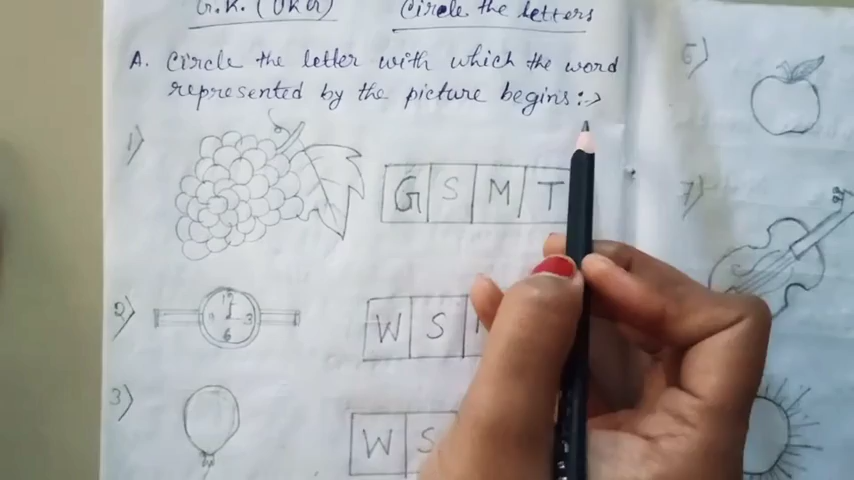 G.K. (UKG) Circle the letters
A. Circle the letter with which the word
represented by the picture begins:->
1) G S M T
2) 12 3 6 W S
3) W S
6)
7)